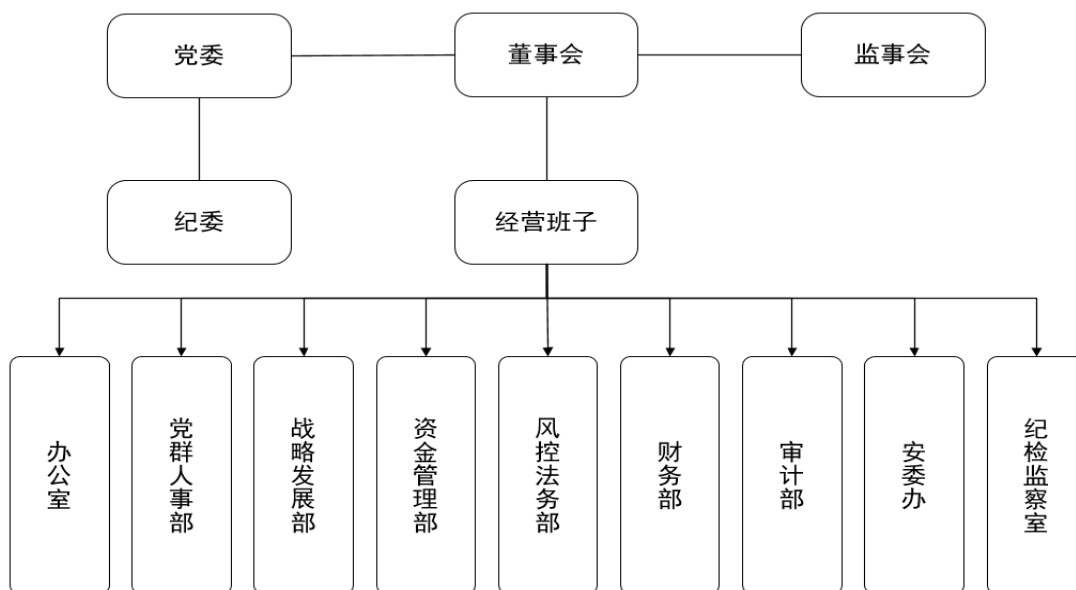 党委
董事会
监事会
纪委
经营班子
办公室
党群人事部
战略发展部
资金管理部
风控法务部
财务部
审计部
安委办
纪检监察室